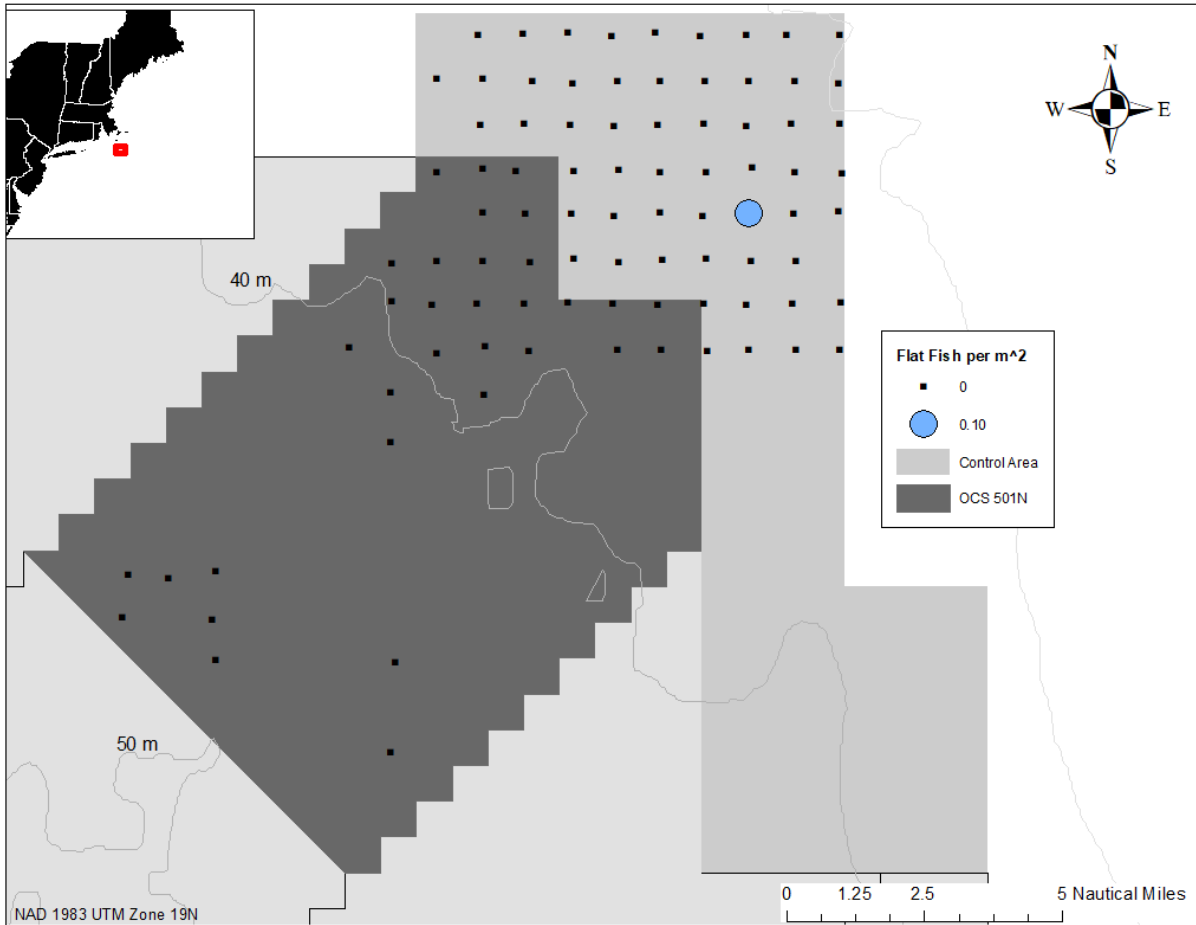 N
W E
S
40 m
Flat Fish per m^2
0
0.10
Control Area
OCS 501N
50 m
0 1.25 2.5 5 Nautical Miles
NAD 1983 UTM Zone 19N